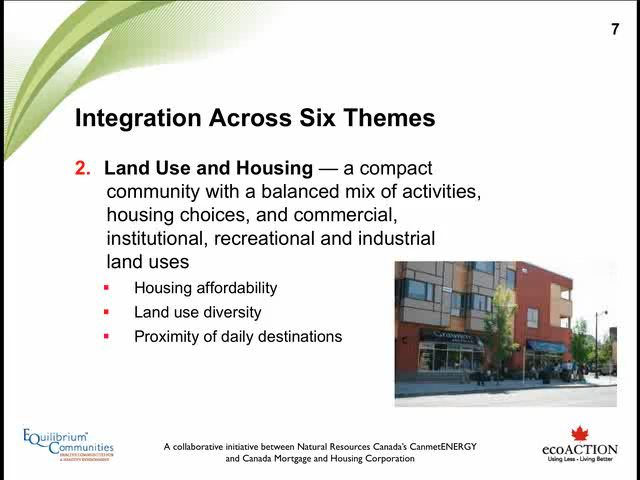 7
Integration Across Six Themes
2. Land Use and Housing — a compact
community with a balanced mix of activities,
housing choices, and commercial,
institutional, recreational and industrial
land uses
Housing affordability
Land use diversity
Proximity of daily destinations
EQuilibrium™
Communities
HEALTHY COMMUNITIES FOR
A HEALTHY ENVIRONMENT
A collaborative initiative between Natural Resources Canada's CanmetENERGY
and Canada Mortgage and Housing Corporation
ecoACTION
Using Less - Living Better